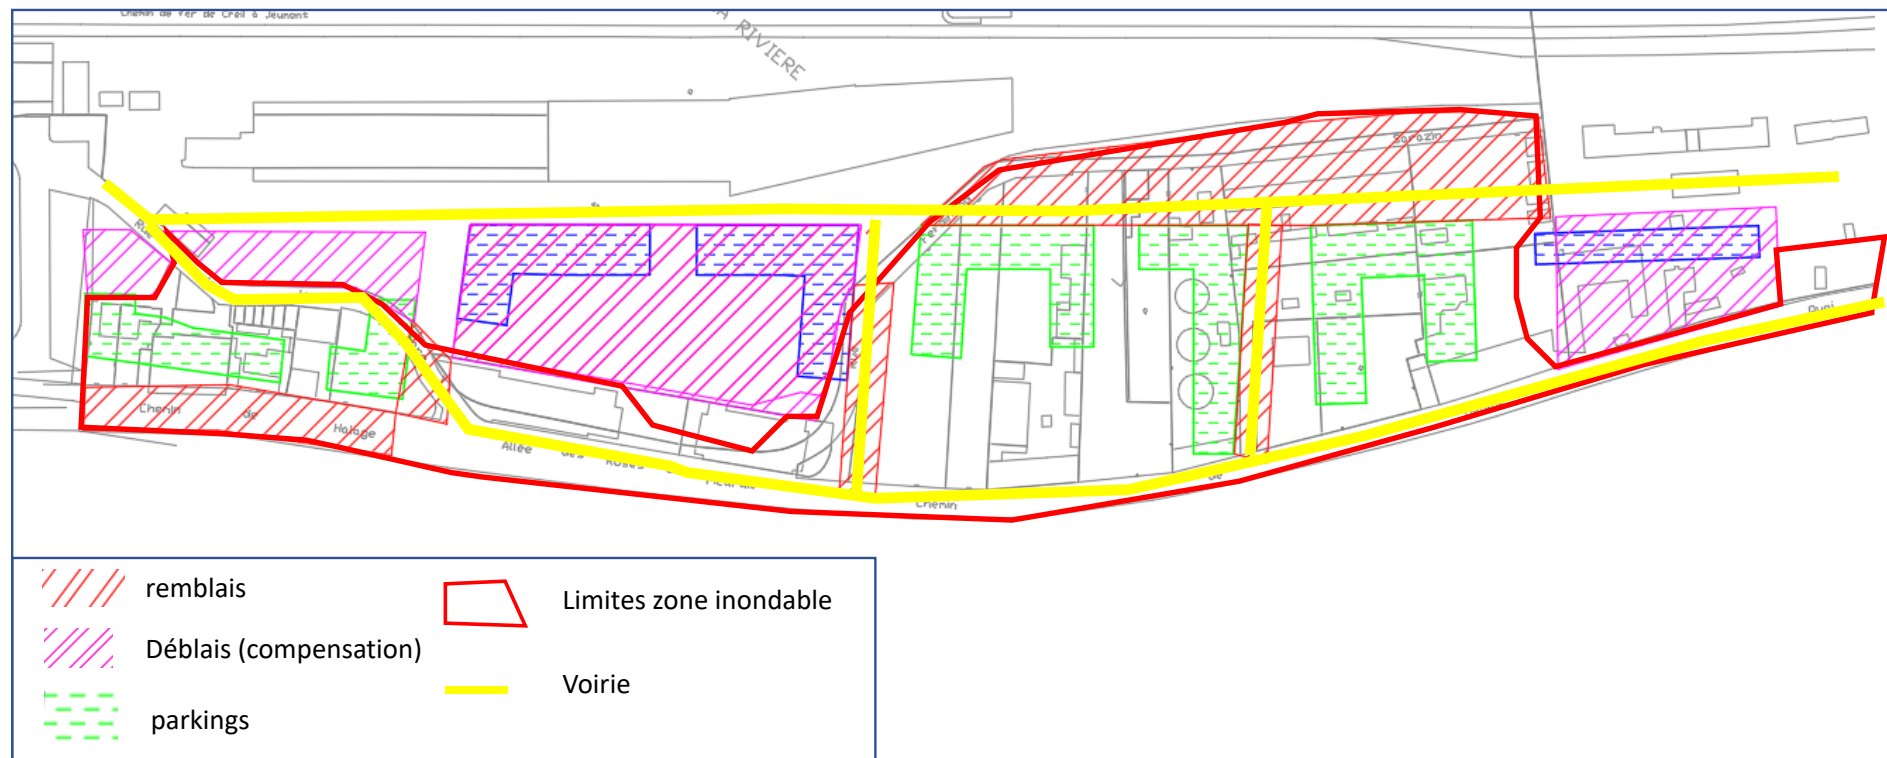 Chemin de Fer de Creil à Jeumont
RIVIERE
Sarazin
Rue
Chemin de Halage
Allée des Roses
Chemin de
remblais
Déblais (compensation)
parkings
Limites zone inondable
Voirie